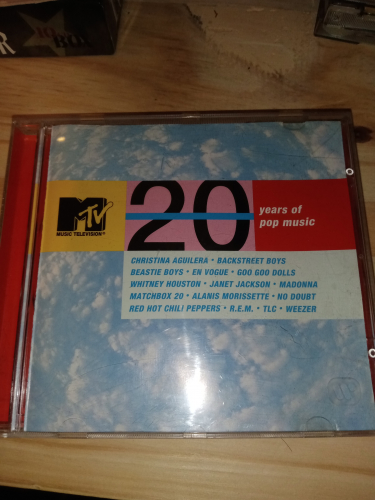 MTV
MUSIC TELEVISION®
20
years of
pop music
CHRISTINA AGUILERA • BACKSTREET BOYS
BEASTIE BOYS • EN VOGUE • GOO GOO DOLLS
WHITNEY HOUSTON • JANET JACKSON • MADONNA
MATCHBOX 20 • ALANIS MORISSETTE • NO DOUBT
RED HOT CHILI PEPPERS • R.E.M. • TLC • WEEZER